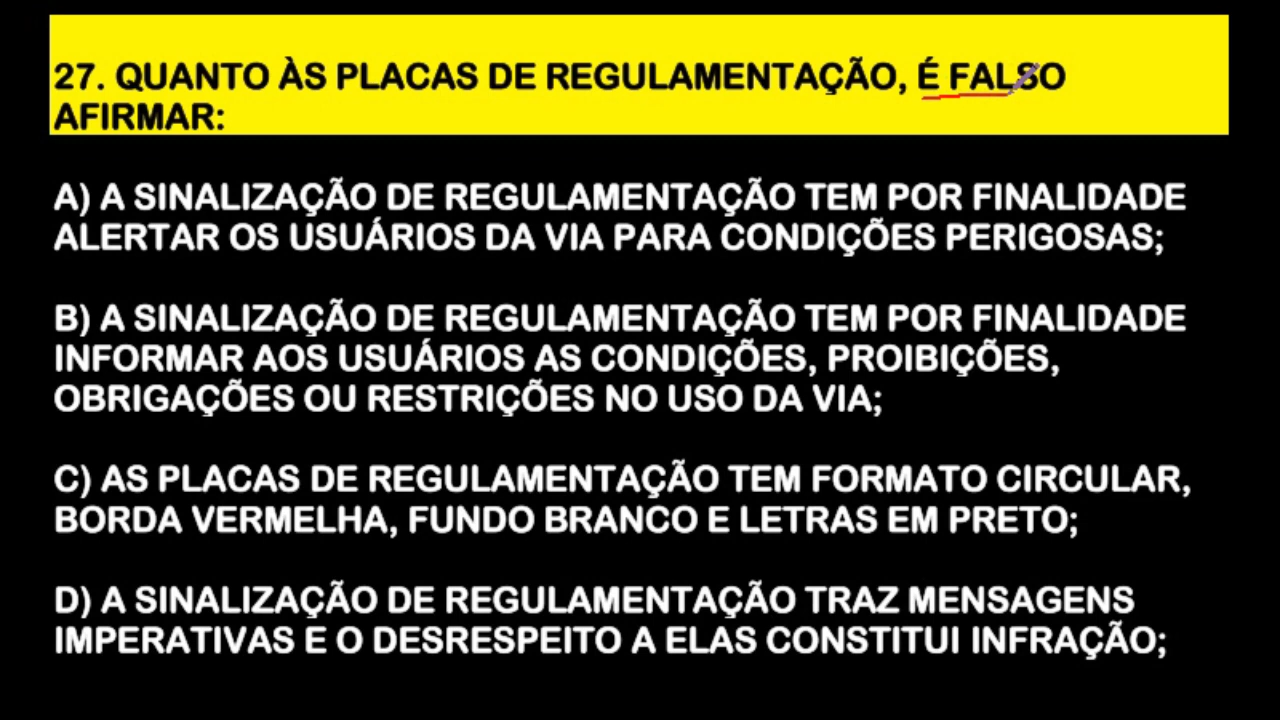 27. QUANTO ÀS PLACAS DE REGULAMENTAÇÃO, É FALSO
AFIRMAR:
A) A SINALIZAÇÃO DE REGULAMENTAÇÃO TEM POR FINALIDADE
ALERTAR OS USUÁRIOS DA VIA PARA CONDIÇÕES PERIGOSAS;
B) A SINALIZAÇÃO DE REGULAMENTAÇÃO TEM POR FINALIDADE
INFORMAR AOS USUÁRIOS AS CONDIÇÕES, PROIBIÇÕES,
OBRIGAÇÕES OU RESTRIÇÕES NO USO DA VIA;
C) AS PLACAS DE REGULAMENTAÇÃO TEM FORMATO CIRCULAR,
BORDA VERMELHA, FUNDO BRANCO E LETRAS EM PRETO;
D) A SINALIZAÇÃO DE REGULAMENTAÇÃO TRAZ MENSAGENS
IMPERATIVAS E O DESRESPEITO A ELAS CONSTITUI INFRAÇÃO;